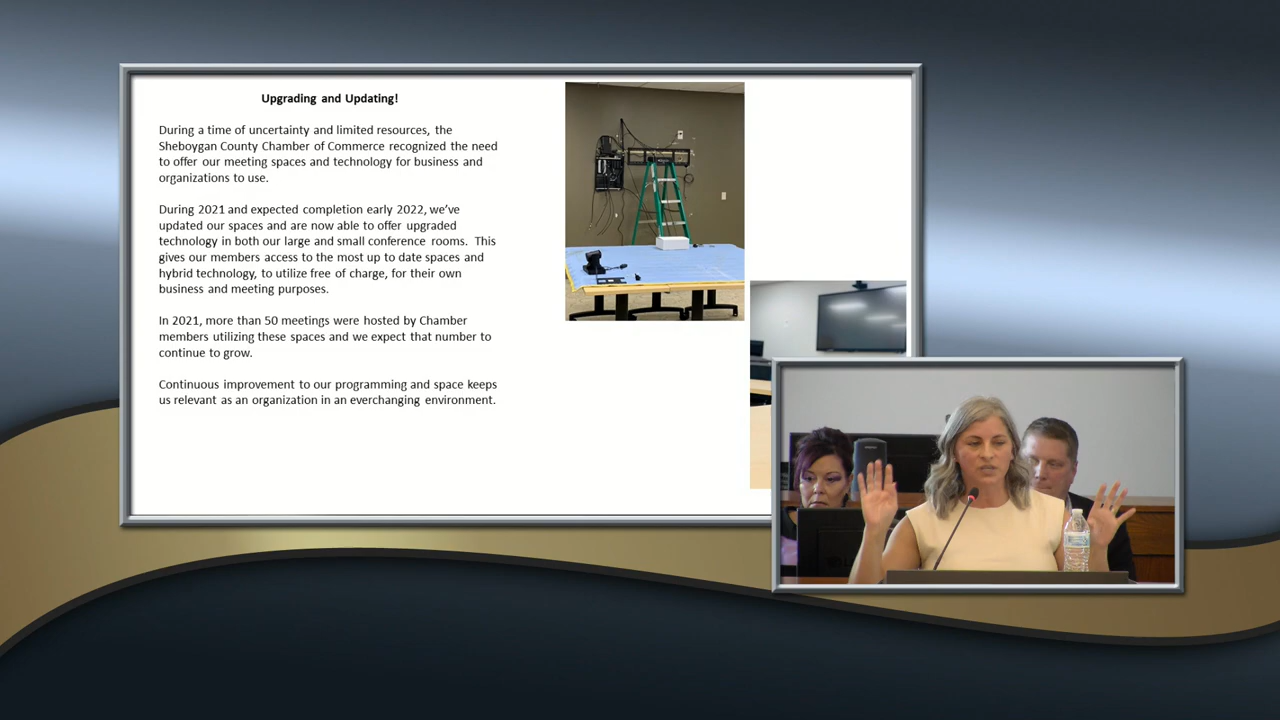 Upgrading and Updating!
During a time of uncertainty and limited resources, the
Sheboygan County Chamber of Commerce recognized the need
to offer our meeting spaces and technology for business and
organizations to use.
During 2021 and expected completion early 2022, we've
updated our spaces and are now able to offer upgraded
technology in both our large and small conference rooms.  This
gives our members access to the most up to date spaces and
hybrid technology, to utilize free of charge, for their own
business and meeting purposes.
In 2021, more than 50 meetings were hosted by Chamber
members utilizing these spaces and we expect that number to
continue to grow.
Continuous improvement to our programming and space keeps
us relevant as an organization in an everchanging environment.